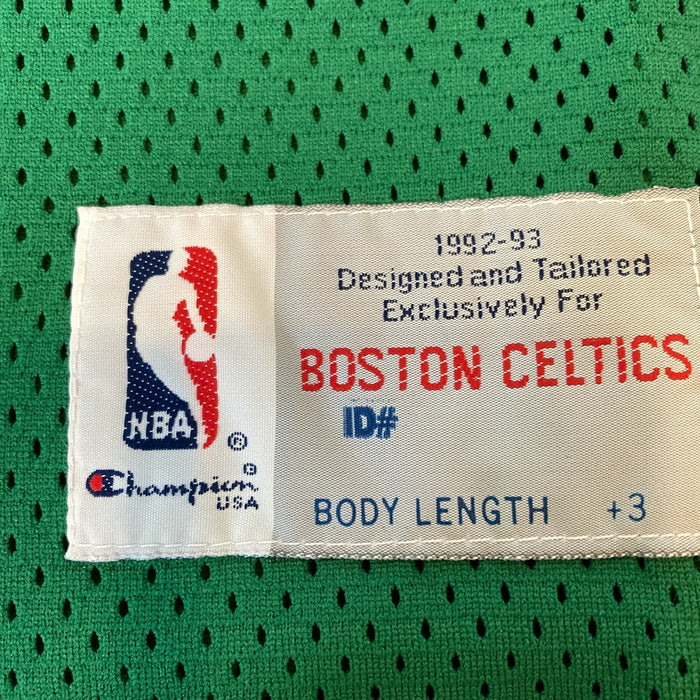 NBA
®
Champion®
USA
1992-93
Designed and Tailored
Exclusively For
BOSTON CELTICS
ID#
BODY LENGTH +3